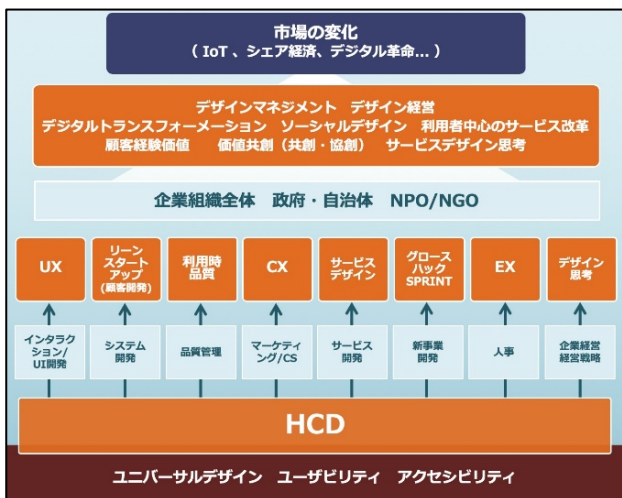 市場の変化
( IoT 、シェア経済、デジタル革命… )
デザインマネジメント デザイン経営
デジタルトランスフォーメーション ソーシャルデザイン 利用者中心のサービス改革
顧客経験価値 価値共創（共創・協創） サービスデザイン思考
企業組織全体 政府・自治体 NPO/NGO
UX
リーン
スタート
アップ
(顧客開発)
利用時
品質
CX
サービス
デザイン
グロース
ハック
SPRINT
EX
デザイン
思考
インタラク
ション/
UI開発
システム
開発
品質管理
マーケティ
ング/CS
サービス
開発
新事業
開発
人事
企業経営
経営戦略
HCD
ユニバーサルデザイン ユーザビリティ アクセシビリティ